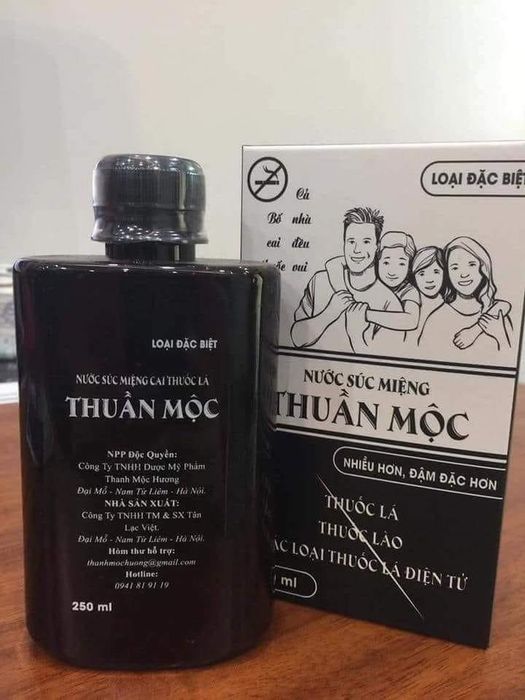 LOẠI ĐẶC BIỆT
NƯỚC SÚC MIỆNG CAI THUỐC LÁ
THUẦN MỘC
NPP Độc Quyền:
Công Ty TNHH Dược Mỹ Phẩm
Thanh Mộc Hương
Đại Mỗ - Nam Từ Liêm - Hà Nội.
NHÀ SẢN XUẤT:
Công Ty TNHH TM & SX Tân
Lạc Việt.
Đại Mỗ - Nam Từ Liêm - Hà Nội.
Hòm thư hỗ trợ:
thanhmochuong@gmail.com
Hotline:
0941 81 91 19
250 ml
LOẠI ĐẶC BIỆT
Cả
Bố nhà
cai đều
vui
NƯỚC SÚC MIỆNG
THUẦN MỘC
NHIỀU HƠN, ĐẬM ĐẶC HƠN
THUỐC LÁ
THUỐC LÀO
LOẠI THUỐC LÁ ĐIỆN TỬ
ml